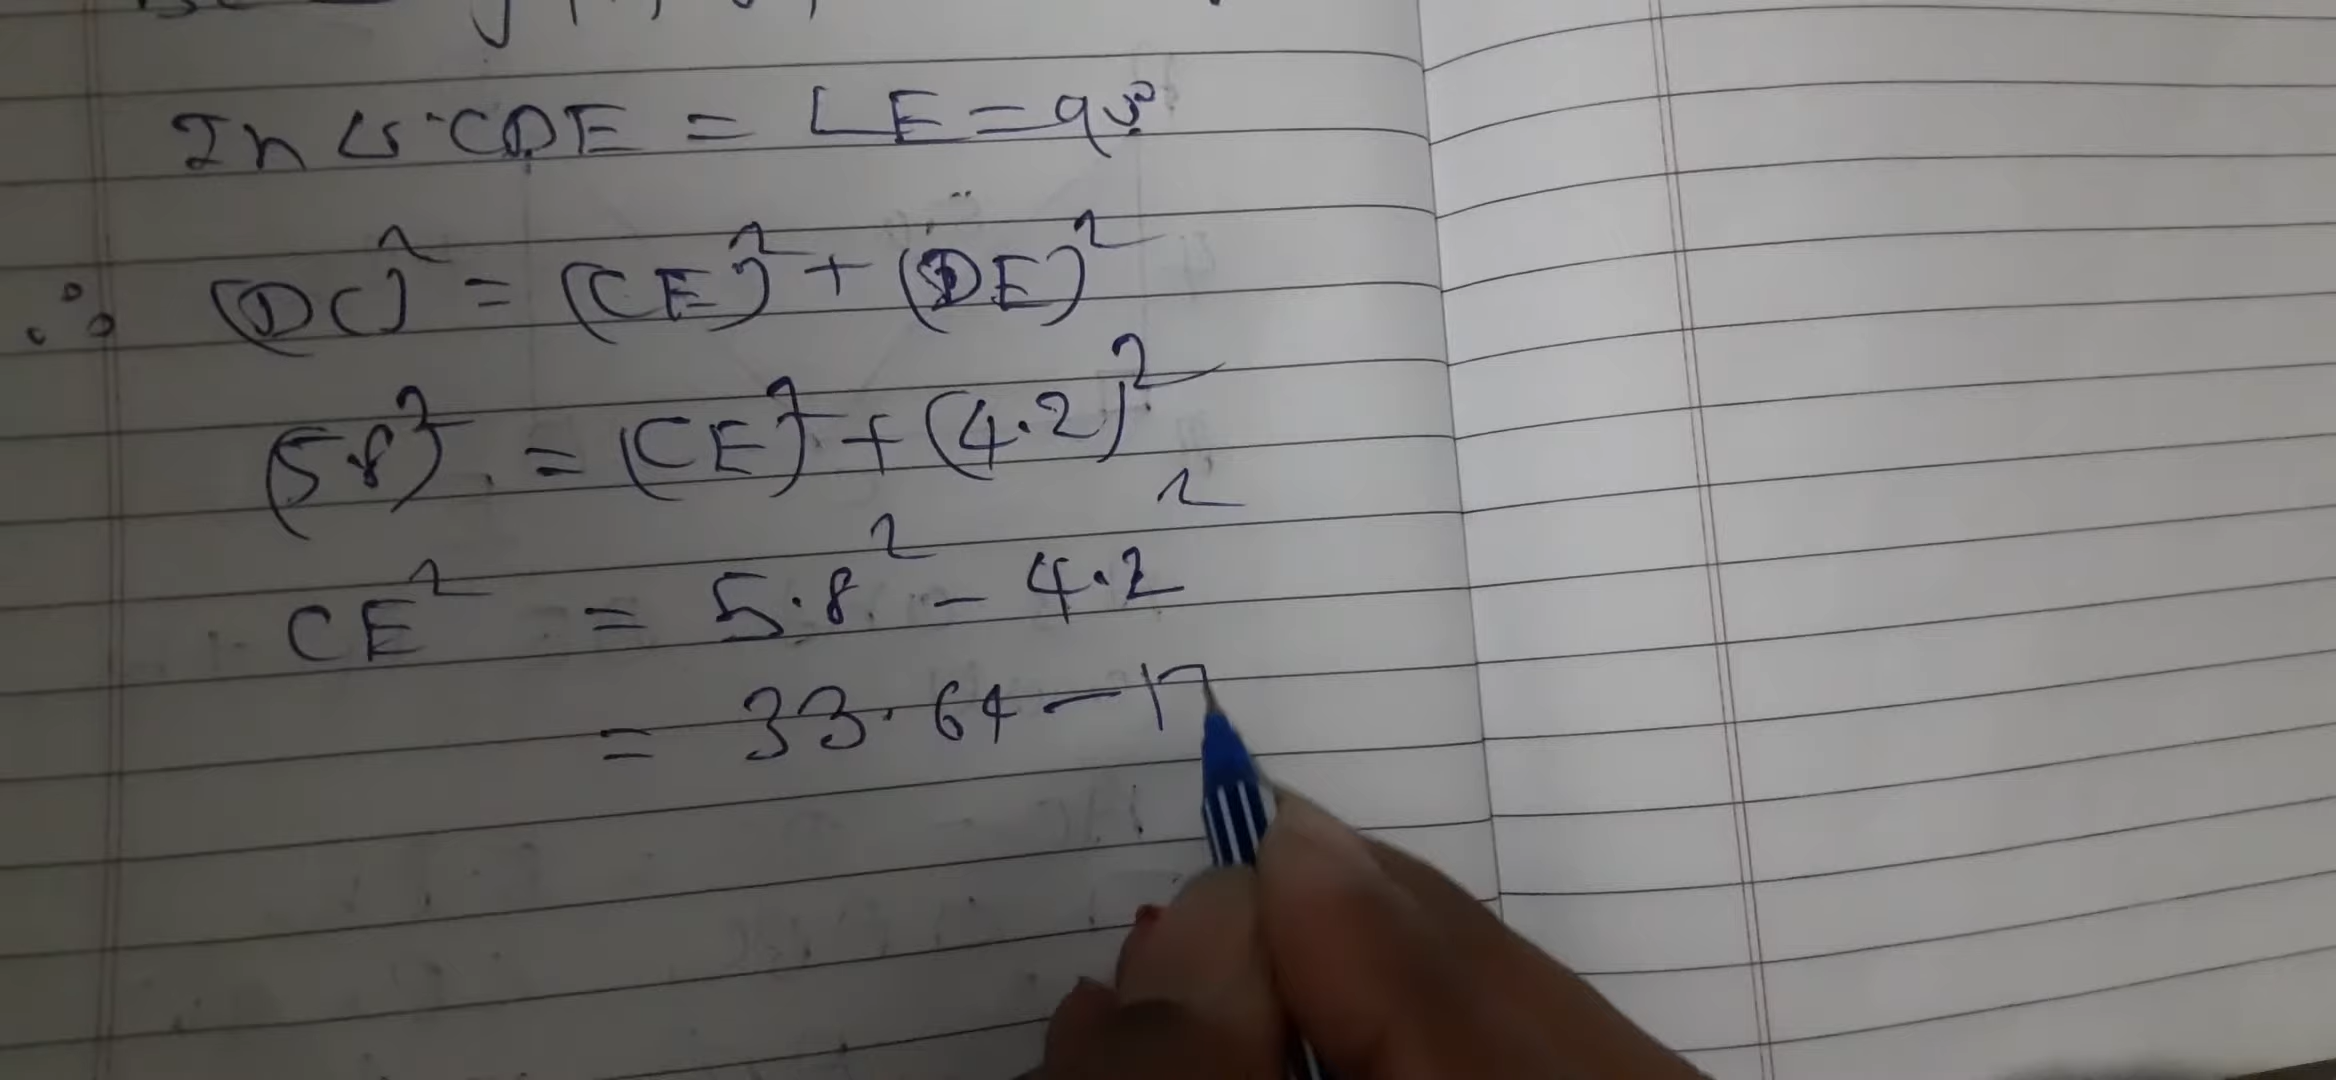 In Δ CDE = ∠E = 90°
∴ (DC)² = (CE)² + (DE)²
(5.8)² = (CE)² + (4.2)²
CE² = 5.8² - 4.2²
= 33.64 - 17